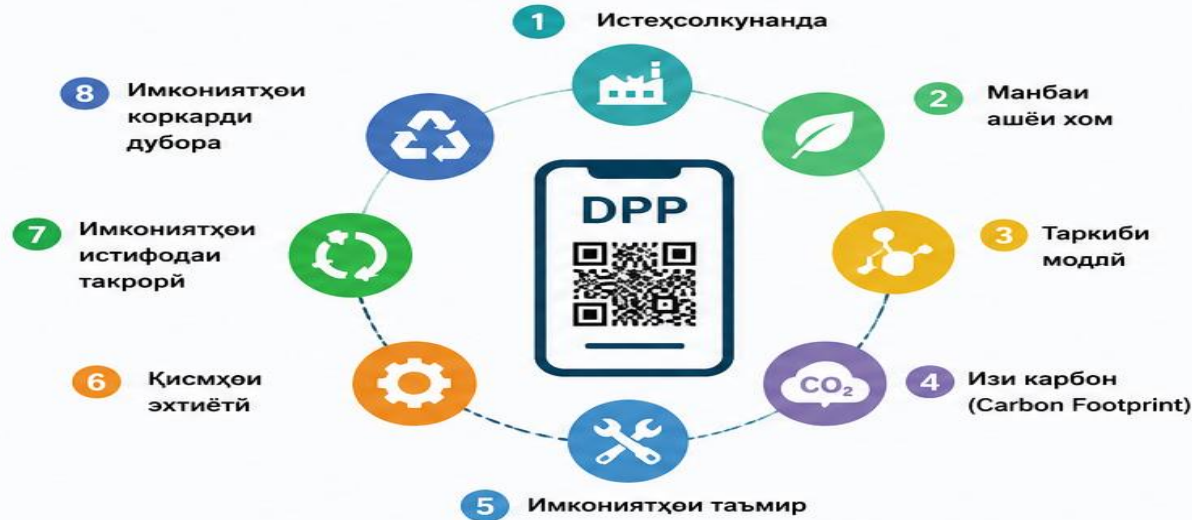 1 Истеҳсолкунанда
2 Манбаи
ашёи хом
3 Таркиби
модлӣ
4 Изи карбон
(Carbon Footprint)
5 Имкониятҳои таъмир
6 Қисмҳои
эхтиётӣ
7 Имкониятҳои
истифодаи
такрорӣ
8 Имкониятҳои
коркарди
дубора
DPP
CO₂